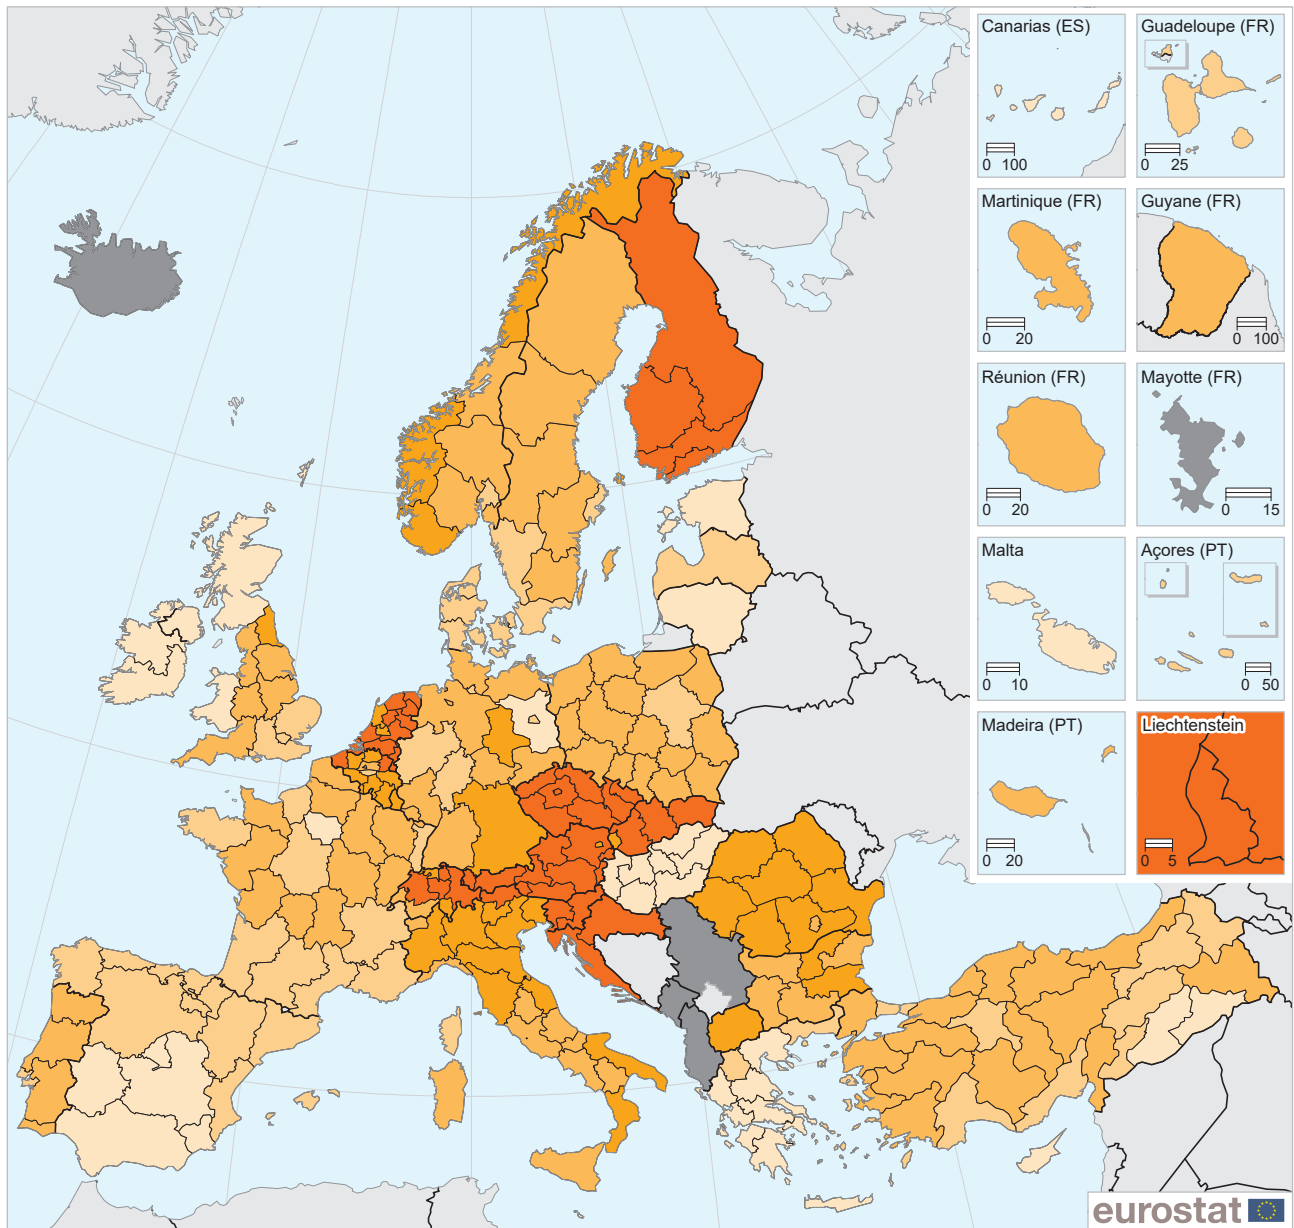 Canarias (ES)
0 100
Guadeloupe (FR)
0 25
Martinique (FR)
0 20
Guyane (FR)
0 100
Réunion (FR)
0 20
Mayotte (FR)
0 15
Malta
0 10
Açores (PT)
0 50
Madeira (PT)
0 20
Liechtenstein
0 5
eurostat